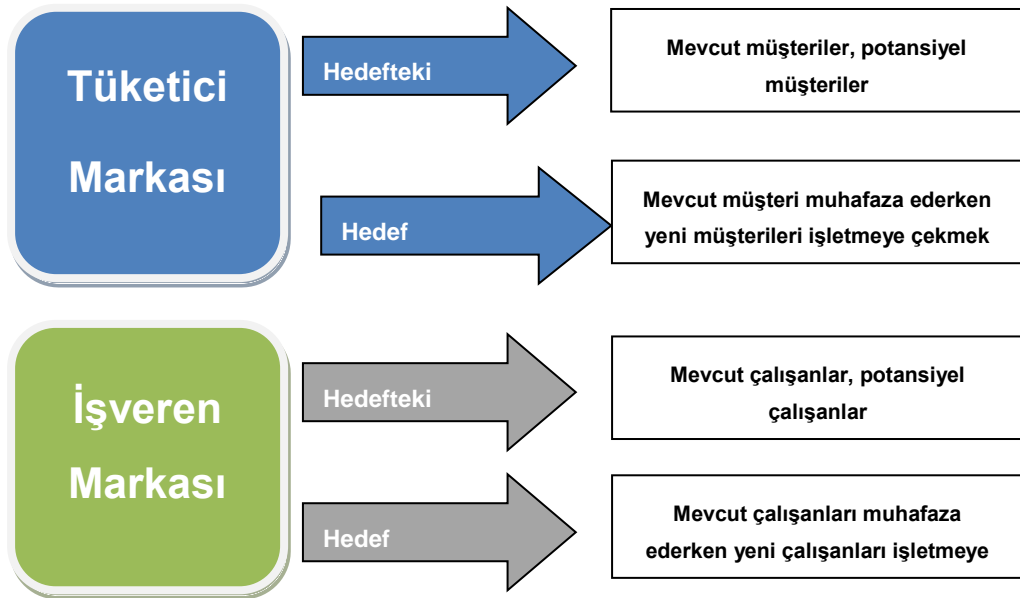 Tüketici
Markası
Hedefteki
Mevcut müşteriler, potansiyel
müşteriler
Hedef
Mevcut müşteri muhafaza ederken
yeni müşterileri işletmeye çekmek
İşveren
Markası
Hedefteki
Mevcut çalışanlar, potansiyel
çalışanlar
Hedef
Mevcut çalışanları muhafaza
ederken yeni çalışanları işletmeye